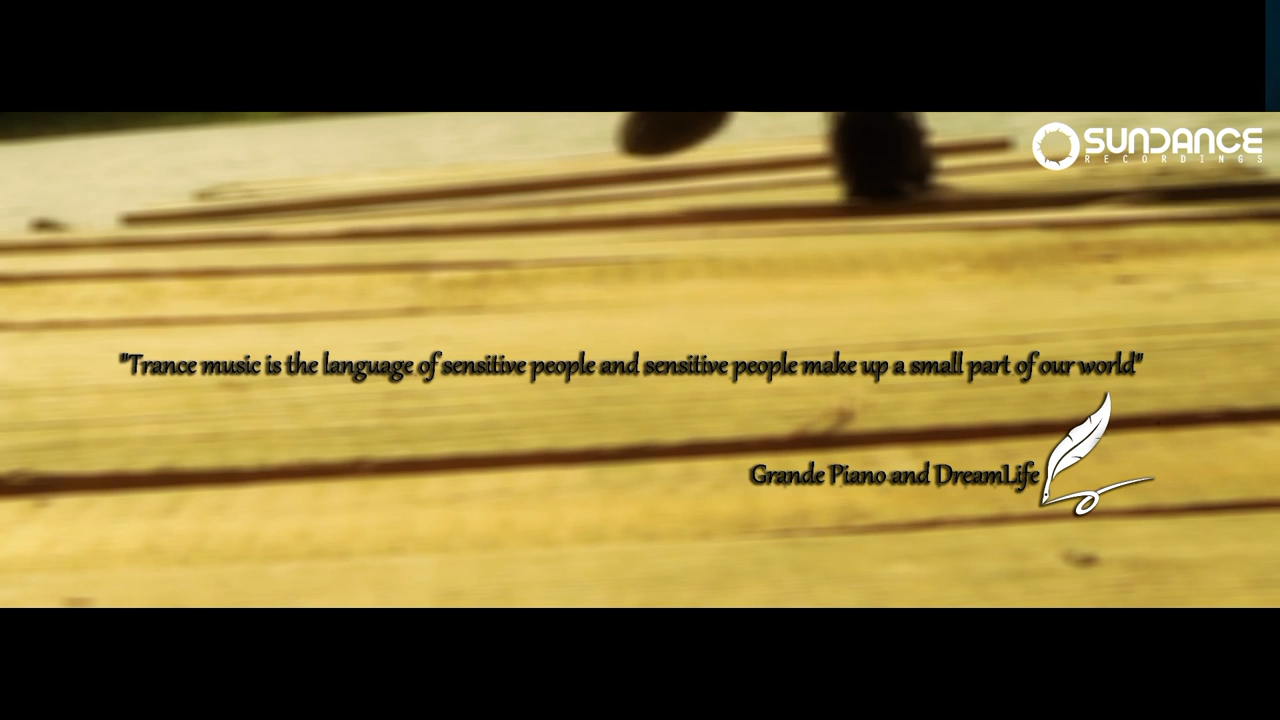 SUNDANCE
RECORDINGS
"Trance music is the language of sensitive people and sensitive people make up a small part of our world"
Grande Piano and DreamLife